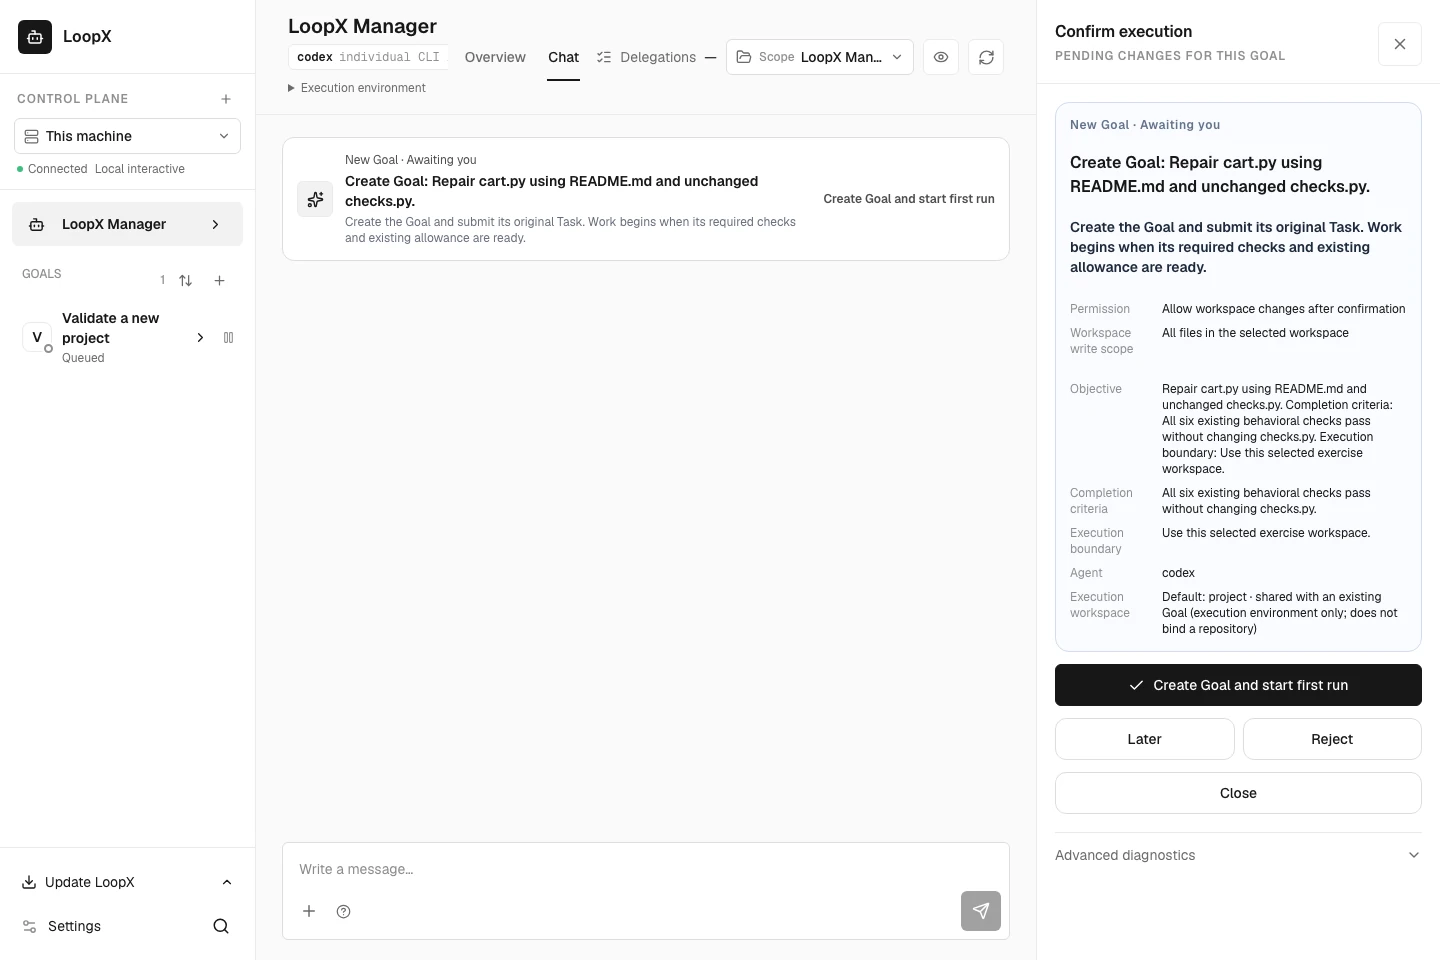 LoopX
CONTROL PLANE
This machine
Connected Local interactive
LoopX Manager
GOALS
1
V
Validate a new
project
Queued
Update LoopX
Settings
LoopX Manager
codex individual CLI
Overview
Chat
Delegations —
Scope LoopX Man...
Execution environment
New Goal · Awaiting you
Create Goal: Repair cart.py using README.md and unchanged
checks.py.
Create the Goal and submit its original Task. Work begins when its required checks
and existing allowance are ready.
Create Goal and start first run
Write a message…
Confirm execution
PENDING CHANGES FOR THIS GOAL
New Goal · Awaiting you
Create Goal: Repair cart.py using
README.md and unchanged checks.py.
Create the Goal and submit its original Task. Work
begins when its required checks and existing
allowance are ready.
Permission
Allow workspace changes after confirmation
Workspace
write scope
All files in the selected workspace
Objective
Repair cart.py using README.md and
unchanged checks.py. Completion criteria:
All six existing behavioral checks pass
without changing checks.py. Execution
boundary: Use this selected exercise
workspace.
Completion
criteria
All six existing behavioral checks pass
without changing checks.py.
Execution
boundary
Use this selected exercise workspace.
Agent
codex
Execution
workspace
Default: project · shared with an existing
Goal (execution environment only; does not
bind a repository)
Create Goal and start first run
Later
Reject
Close
Advanced diagnostics